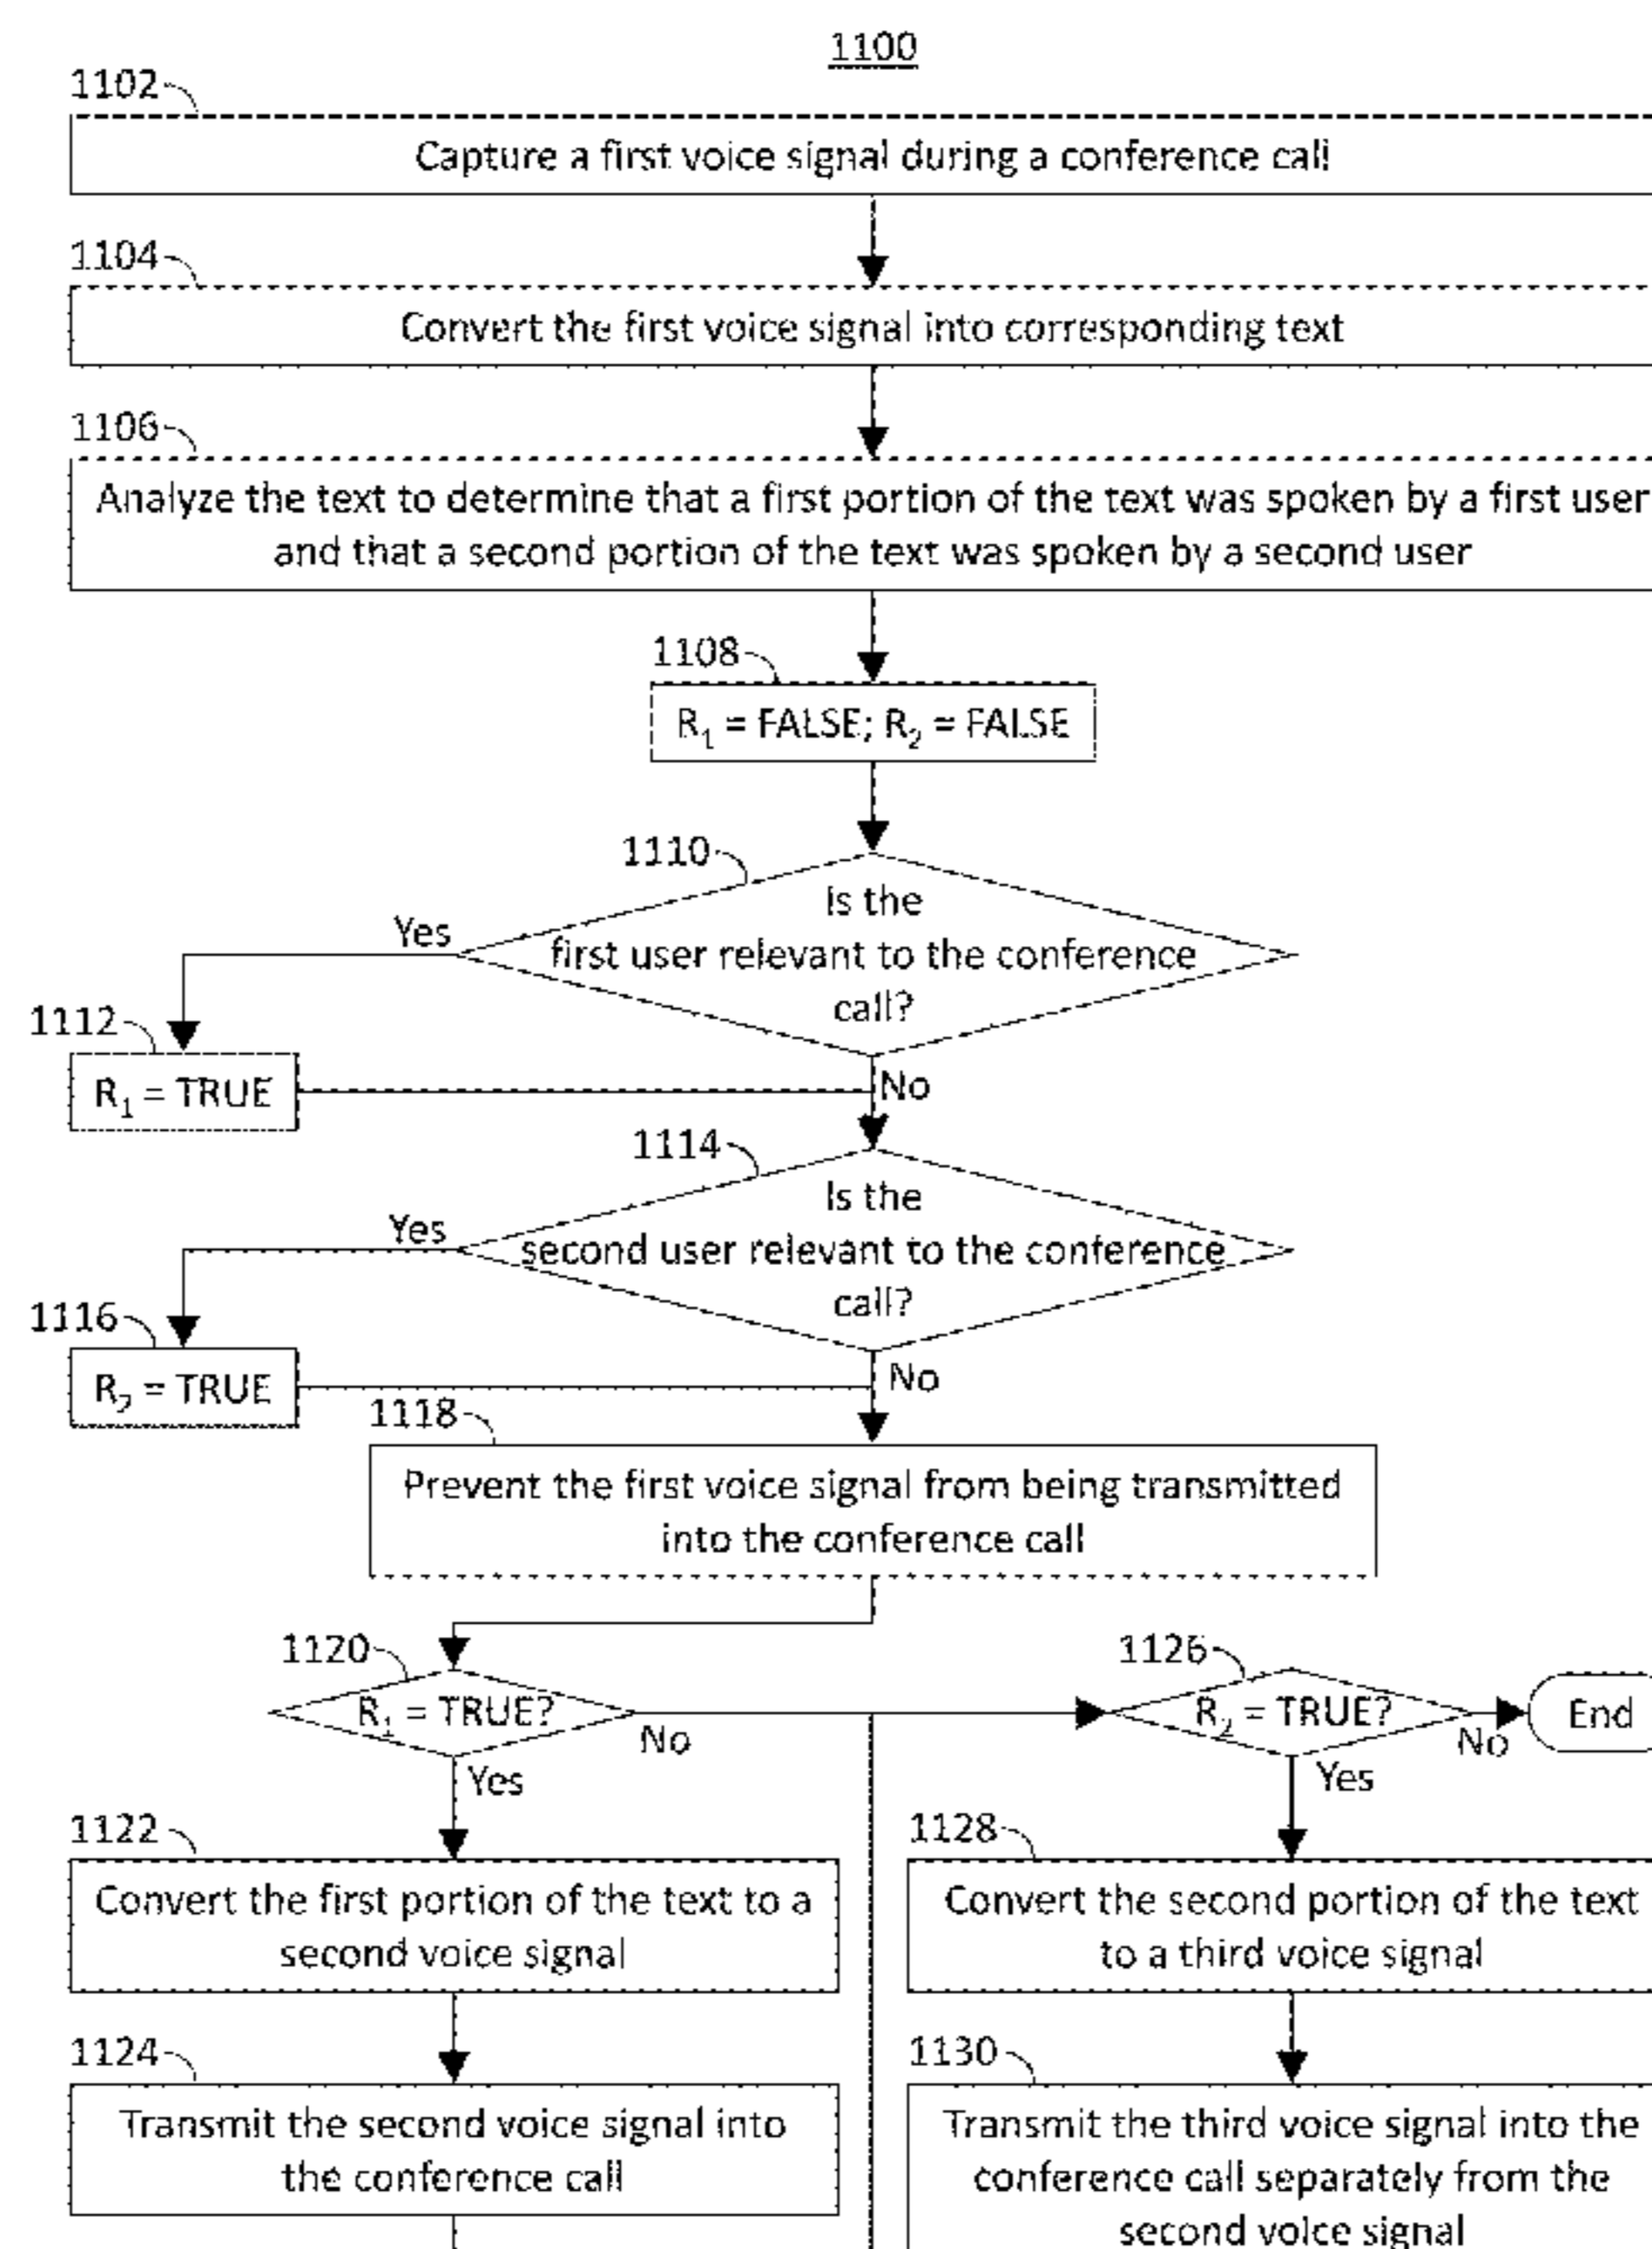 1100
1102
Capture a first voice signal during a conference call
1104
Convert the first voice signal into corresponding text
1106
Analyze the text to determine that a first portion of the text was spoken by a first user
and that a second portion of the text was spoken by a second user
1108
R₁ = FALSE; R₂ = FALSE
1110
Is the
first user relevant to the conference
call?
Yes
1112
R₁ = TRUE
No
1114
Is the
second user relevant to the conference
call?
Yes
1116
R₂ = TRUE
No
1118
Prevent the first voice signal from being transmitted
into the conference call
1120
R₁ = TRUE?
No
Yes
1126
R₂ = TRUE?
No
End
Yes
1122
Convert the first portion of the text to a
second voice signal
1128
Convert the second portion of the text
to a third voice signal
1124
Transmit the second voice signal into
the conference call
1130
Transmit the third voice signal into the
conference call separately from the
second voice signal